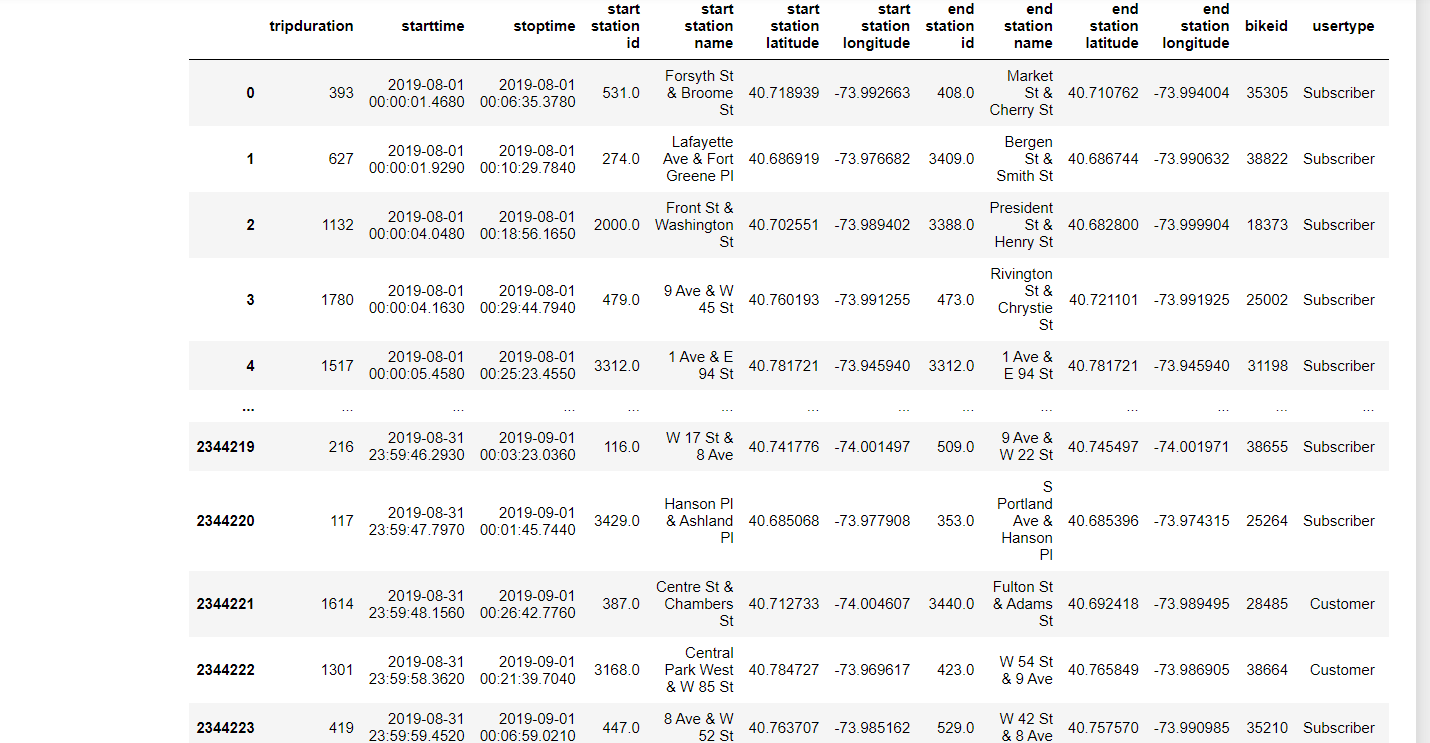 tripduration starttime stoptime start station id start station name start station latitude start station longitude end station id end station name end station latitude end station longitude bikeid usertype
0 393 2019-08-01 00:00:01.4680 2019-08-01 00:06:35.3780 531.0 Forsyth St & Broome St 40.718939 -73.992663 408.0 Market St & Cherry St 40.710762 -73.994004 35305 Subscriber
1 627 2019-08-01 00:00:01.9290 2019-08-01 00:10:29.7840 274.0 Lafayette Ave & Fort Greene Pl 40.686919 -73.976682 3409.0 Bergen St & Smith St 40.686744 -73.990632 38822 Subscriber
2 1132 2019-08-01 00:00:04.0480 2019-08-01 00:18:56.1650 2000.0 Front St & Washington St 40.702551 -73.989402 3388.0 President St & Henry St 40.682800 -73.999904 18373 Subscriber
3 1780 2019-08-01 00:00:04.1630 2019-08-01 00:29:44.7940 479.0 9 Ave & W 45 St 40.760193 -73.991255 473.0 Rivington St & Chrystie St 40.721101 -73.991925 25002 Subscriber
4 1517 2019-08-01 00:00:05.4580 2019-08-01 00:25:23.4550 3312.0 1 Ave & E 94 St 40.781721 -73.945940 3312.0 1 Ave & E 94 St 40.781721 -73.945940 31198 Subscriber
... ... ... ... ... ... ... ... ... ... ... ... ... ...
2344219 216 2019-08-31 23:59:46.2930 2019-09-01 00:03:23.0360 116.0 W 17 St & 8 Ave 40.741776 -74.001497 509.0 9 Ave & W 22 St 40.745497 -74.001971 38655 Subscriber
2344220 117 2019-08-31 23:59:47.7970 2019-09-01 00:01:45.7440 3429.0 Hanson Pl & Ashland Pl 40.685068 -73.977908 353.0 S Portland Ave & Hanson Pl 40.685396 -73.974315 25264 Subscriber
2344221 1614 2019-08-31 23:59:48.1560 2019-09-01 00:26:42.7760 387.0 Centre St & Chambers St 40.712733 -74.004607 3440.0 Fulton St & Adams St 40.692418 -73.989495 28485 Customer
2344222 1301 2019-08-31 23:59:58.3620 2019-09-01 00:21:39.7040 3168.0 Central Park West & W 85 St 40.784727 -73.969617 423.0 W 54 St & 9 Ave 40.765849 -73.986905 38664 Customer
2344223 419 2019-08-31 23:59:59.4520 2019-09-01 00:06:59.0210 447.0 8 Ave & W 52 St 40.763707 -73.985162 529.0 W 42 St & 8 Ave 40.757570 -73.990985 35210 Subscriber